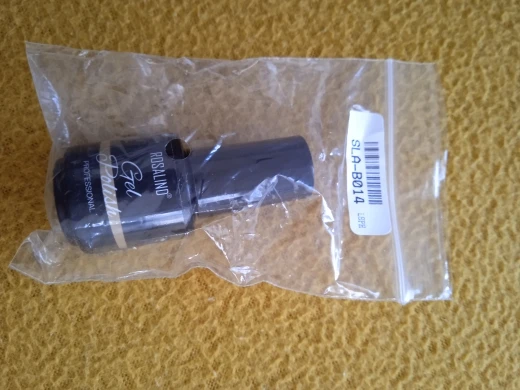 ROSALIND
Gel
Polish
PROFESSIONAL
SLA-B014